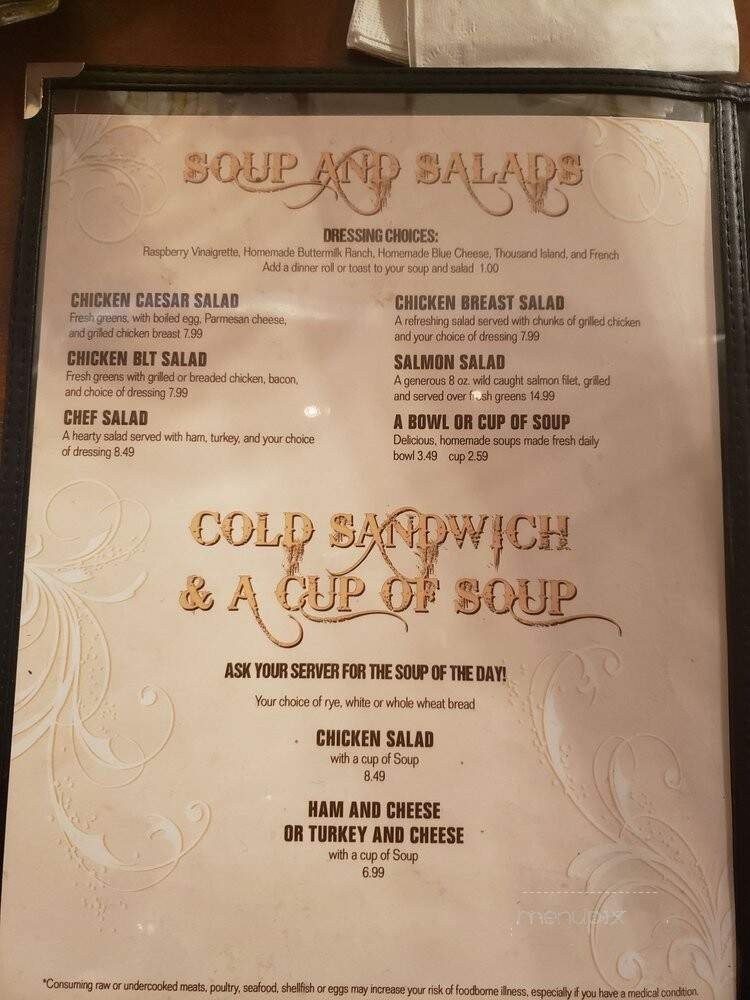 SOUP AND SALADS
DRESSING CHOICES:
Raspberry Vinaigrette, Homemade Buttermilk Ranch, Homemade Blue Cheese, Thousand Island, and French
Add a dinner roll or toast to your soup and salad 1.00
CHICKEN CAESAR SALAD
Fresh greens, with boiled egg, Parmesan cheese,
and grilled chicken breast 7.99
CHICKEN BLT SALAD
Fresh greens with grilled or breaded chicken, bacon,
and choice of dressing 7.99
CHEF SALAD
A hearty salad served with ham, turkey, and your choice
of dressing 8.49
CHICKEN BREAST SALAD
A refreshing salad served with chunks of grilled chicken
and your choice of dressing 7.99
SALMON SALAD
A generous 8 oz. wild caught salmon filet, grilled
and served over fresh greens 14.99
A BOWL OR CUP OF SOUP
Delicious, homemade soups made fresh daily
bowl 3.49 cup 2.59
COLD SANDWICH
& A CUP OF SOUP
ASK YOUR SERVER FOR THE SOUP OF THE DAY!
Your choice of rye, white or whole wheat bread
CHICKEN SALAD
with a cup of Soup
8.49
HAM AND CHEESE
OR TURKEY AND CHEESE
with a cup of Soup
6.99
menupix
*Consuming raw or undercooked meats, poultry, seafood, shellfish or eggs may increase your risk of foodborne illness, especially if you have a medical condition.